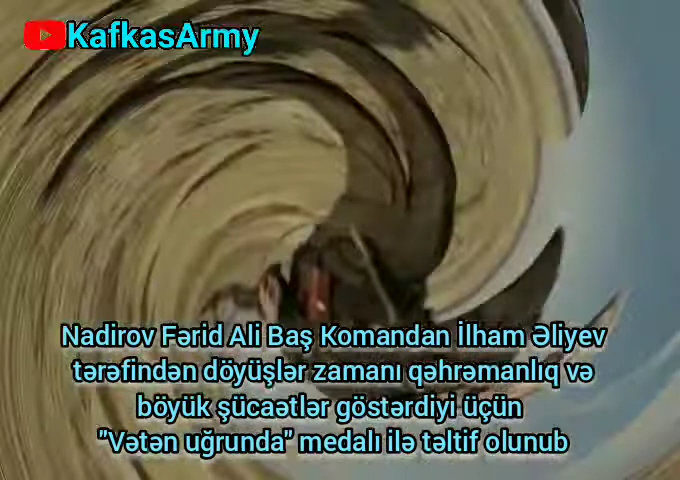 KafkasArmy
Nadirov Fərid Ali Baş Komandan İlham Əliyev
tərəfindən döyüşlər zamanı qəhrəmanlıq və
böyük şücaətlər göstərdiyi üçün
"Vətən uğrunda" medalı ilə təltif olunub